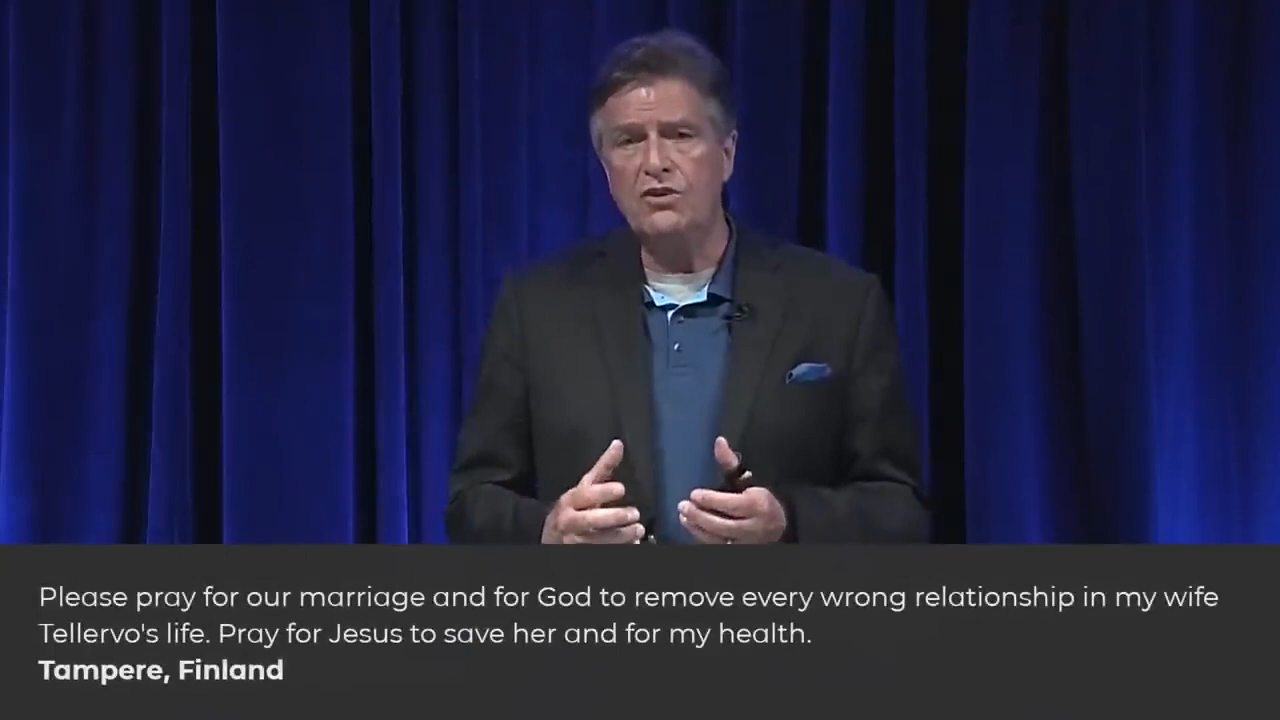 Please pray for our marriage and for God to remove every wrong relationship in my wife
Tellervo's life. Pray for Jesus to save her and for my health.
Tampere, Finland